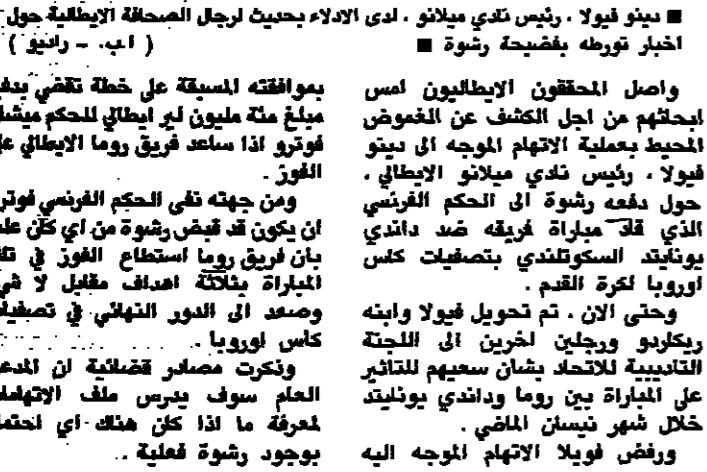 ■ دينو فيولا ، رئيس نادي ميلانو ، لدى الادلاء بحديث لرجال الصحافة الايطالية حول
اخبار تورطه بفضيحة رشوة ■ ( اب. ـ راديو )
واصل المحققون الايطاليون امس
ابحاثهم من اجل الكشف عن الغموض
المحيط بعملية الاتهام الموجه الى دينو
فيولا ، رئيس نادي ميلانو الايطالي ،
حول دفعه رشوة الى الحكم الفرنسي
الذي قاد مباراة فريقه ضد داندي
يونايتد السكوتلندي بتصفيات كاس
اوروبا لكرة القدم .
وحتى الان ، تم تحويل فيولا وابنه
ريكاردو ورجلين اخرين الى اللجنة
التاديبية للاتحاد بشان سعيهم للتاثير
على المباراة بين روما وداندي يونايتد
خلال شهر نيسان الماضي .
ورفض فويلا الاتهام الموجه اليه
بموافقته المسبقة على خطة تقضي بدفع
مبلغ مئة مليون لير ايطالي للحكم ميشال
فوترو اذا ساعد فريق روما الايطالي على
الفوز .
ومن جهته نفى الحكم الفرنسي فوترو
ان يكون قد قبض رشوة من اي كان علما
بان فريق روما استطاع الفوز في تلك
المباراة بثلاثة اهداف مقابل لا شيء
وصعد الى الدور النهائي في تصفيات
كاس اوروبا .
وذكرت مصادر قضائية ان المدعي
العام سوف يدرس ملف الاتهامات
لمعرفة ما اذا كان هناك اي احتمال
بوجود رشوة فعلية .